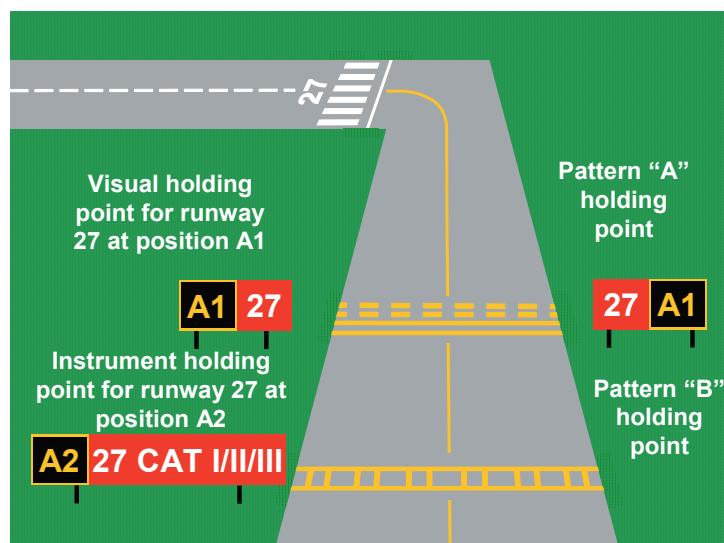 27
Visual holding
point for runway
27 at position A1
Pattern “A”
holding
point
A1 27
27 A1
Instrument holding
point for runway 27 at
position A2
Pattern “B”
holding
point
A2 27 CAT I/II/III